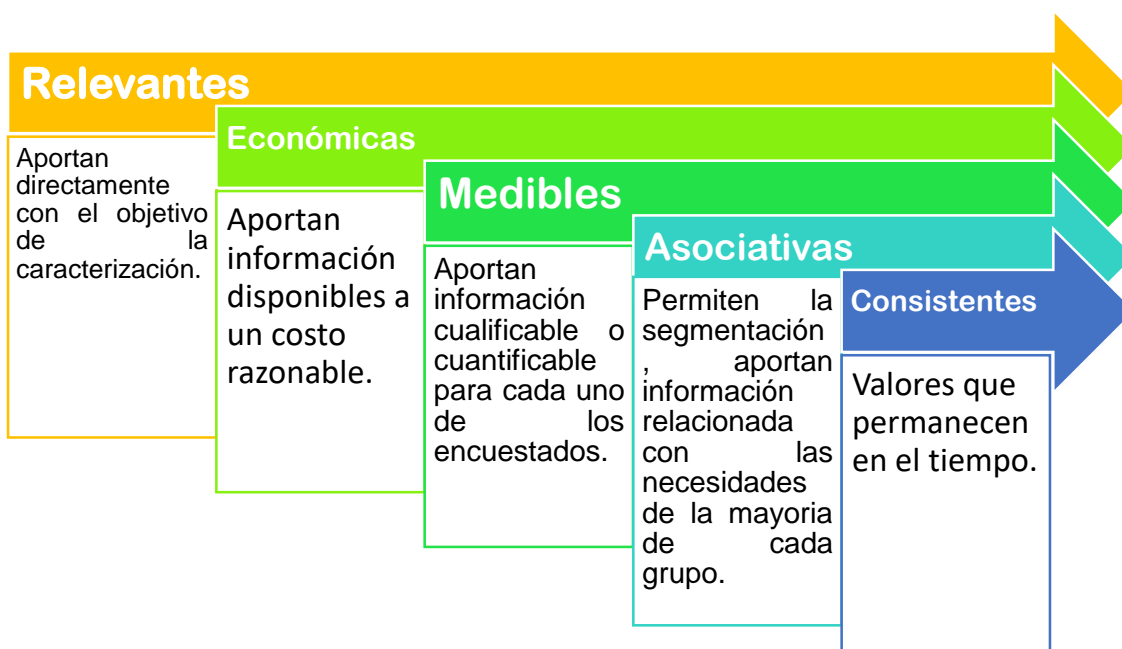 Relevantes
Aportan
directamente
con el objetivo
de la
caracterización.
Económicas
Aportan
información
disponibles a
un costo
razonable.
Medibles
Aportan
información
cualificable o
cuantificable
para cada uno
de los
encuestados.
Asociativas
Permiten la
segmentación
, aportan
información
relacionada
con las
necesidades
de la mayoria
de cada
grupo.
Consistentes
Valores que
permanecen
en el tiempo.